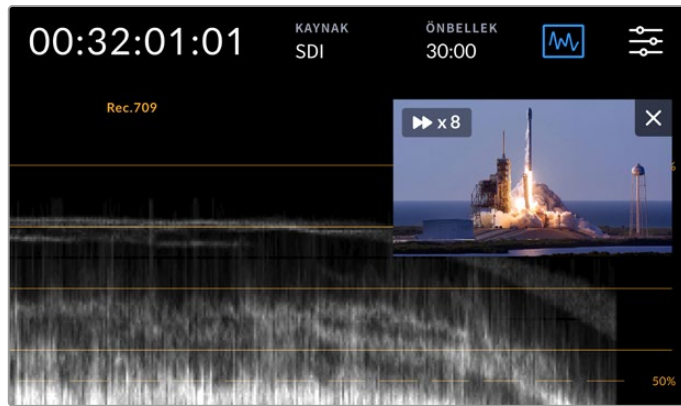 00:32:01:01
KAYNAK
SDI
ÖNBELLEK
30:00
Rec.709
x 8
50%